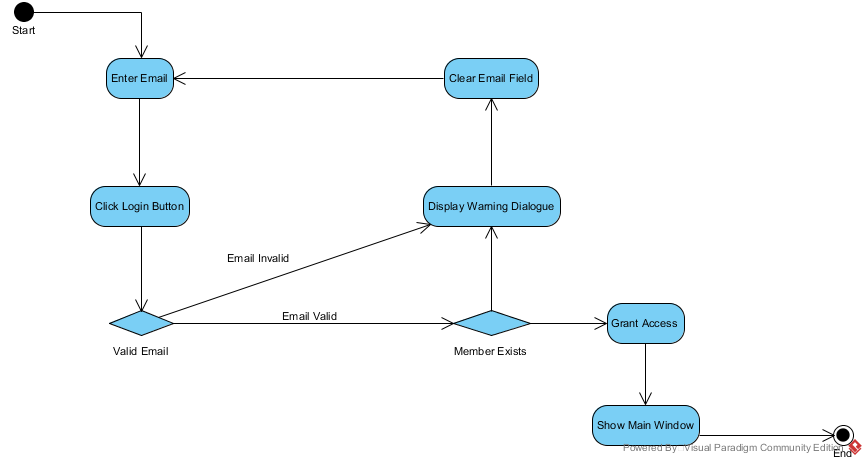 Start
Enter Email
Clear Email Field
Click Login Button
Display Warning Dialogue
Email Invalid
Email Valid
Valid Email
Member Exists
Grant Access
Show Main Window
Powered By Visual Paradigm Community Edition
End